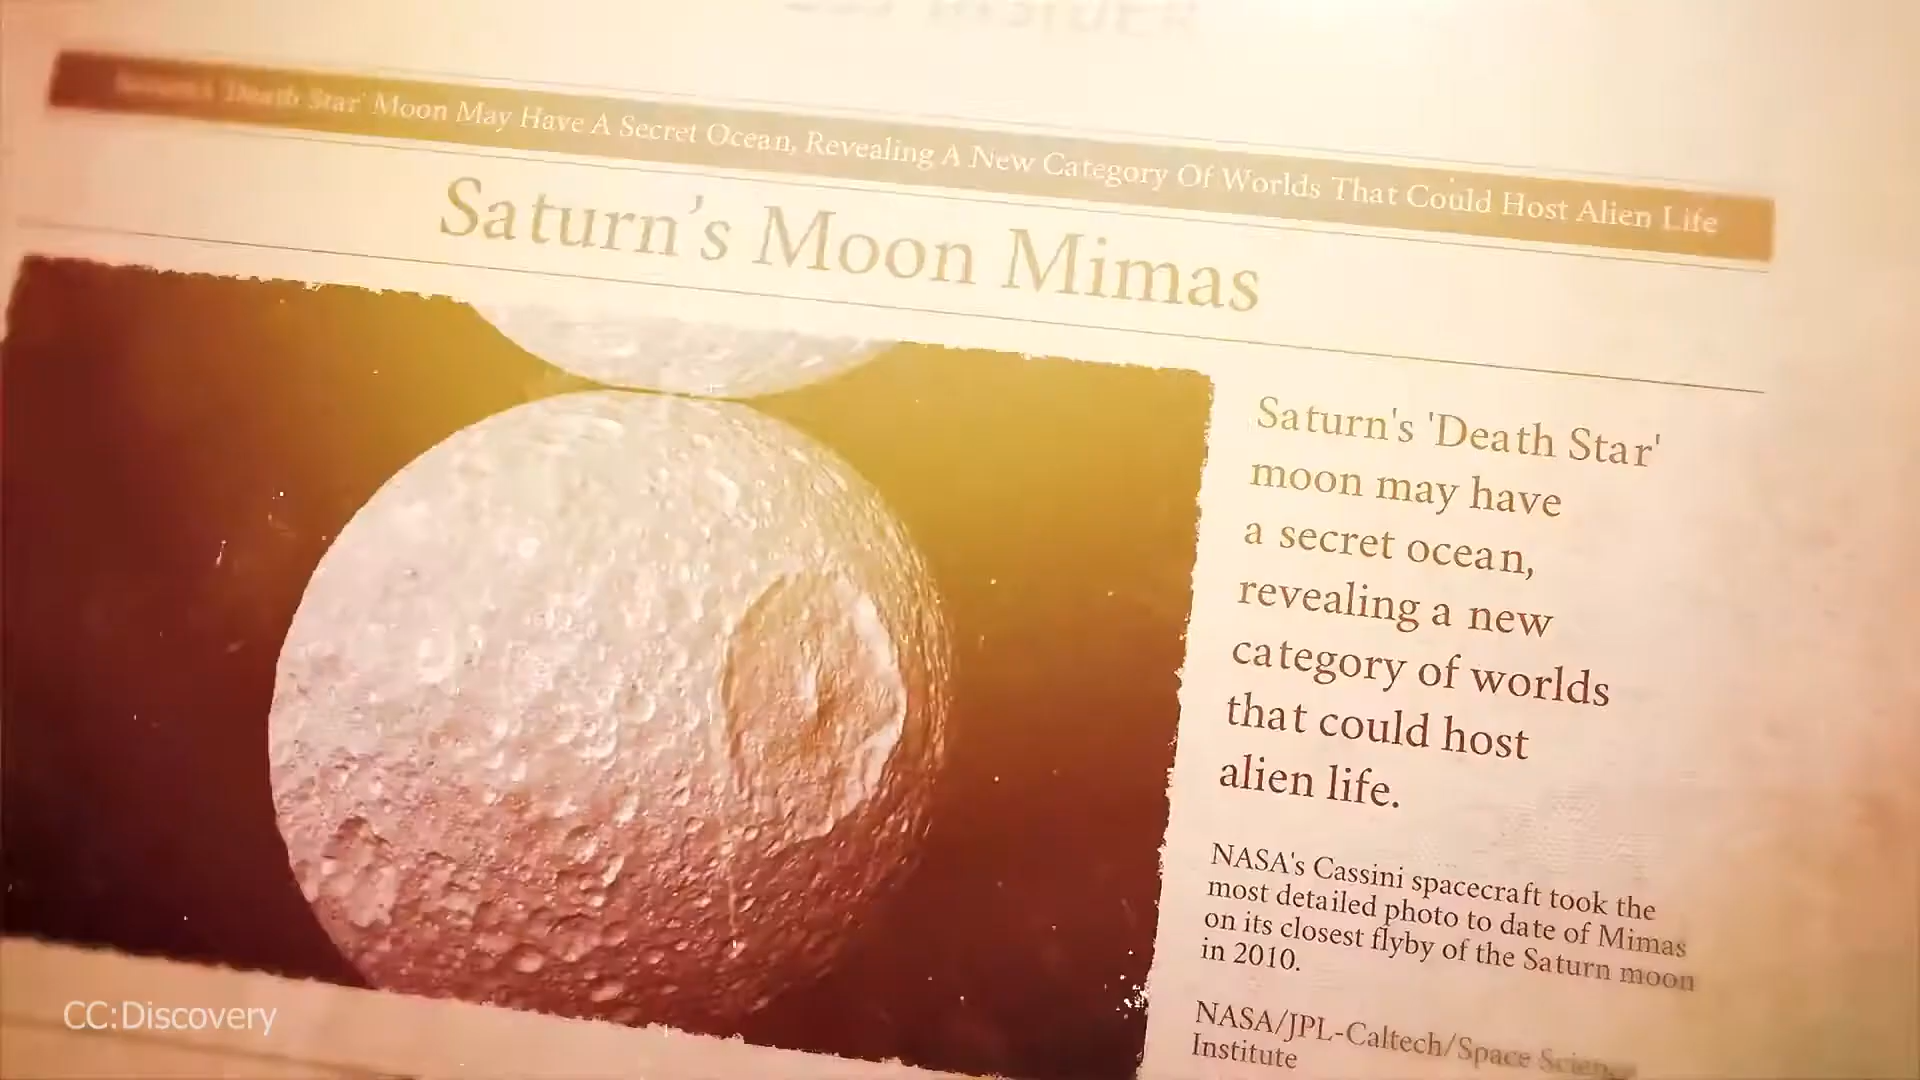 Saturn's 'Death Star' Moon May Have A Secret Ocean, Revealing A New Category Of Worlds That Could Host Alien Life
Saturn's Moon Mimas
Saturn's 'Death Star'
moon may have
a secret ocean,
revealing a new
category of worlds
that could host
alien life.
NASA's Cassini spacecraft took the
most detailed photo to date of Mimas
on its closest flyby of the Saturn moon
in 2010.
NASA/JPL-Caltech/Space Science
Institute
CC:Discovery